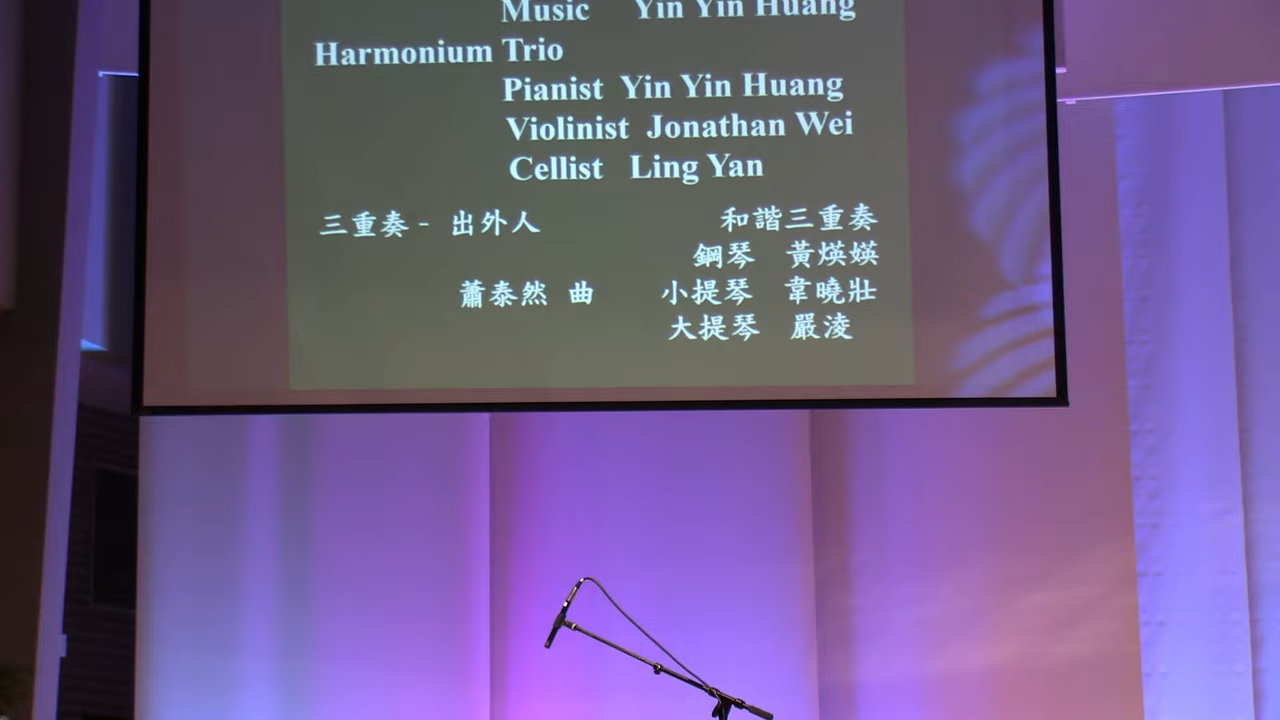 Music Yin Yin Huang
Harmonium Trio
Pianist Yin Yin Huang
Violinist Jonathan Wei
Cellist Ling Yan
三重奏 - 出外人 和諧三重奏
鋼琴 黃煐媖
蕭泰然 曲 小提琴 韋曉壯
大提琴 嚴淩